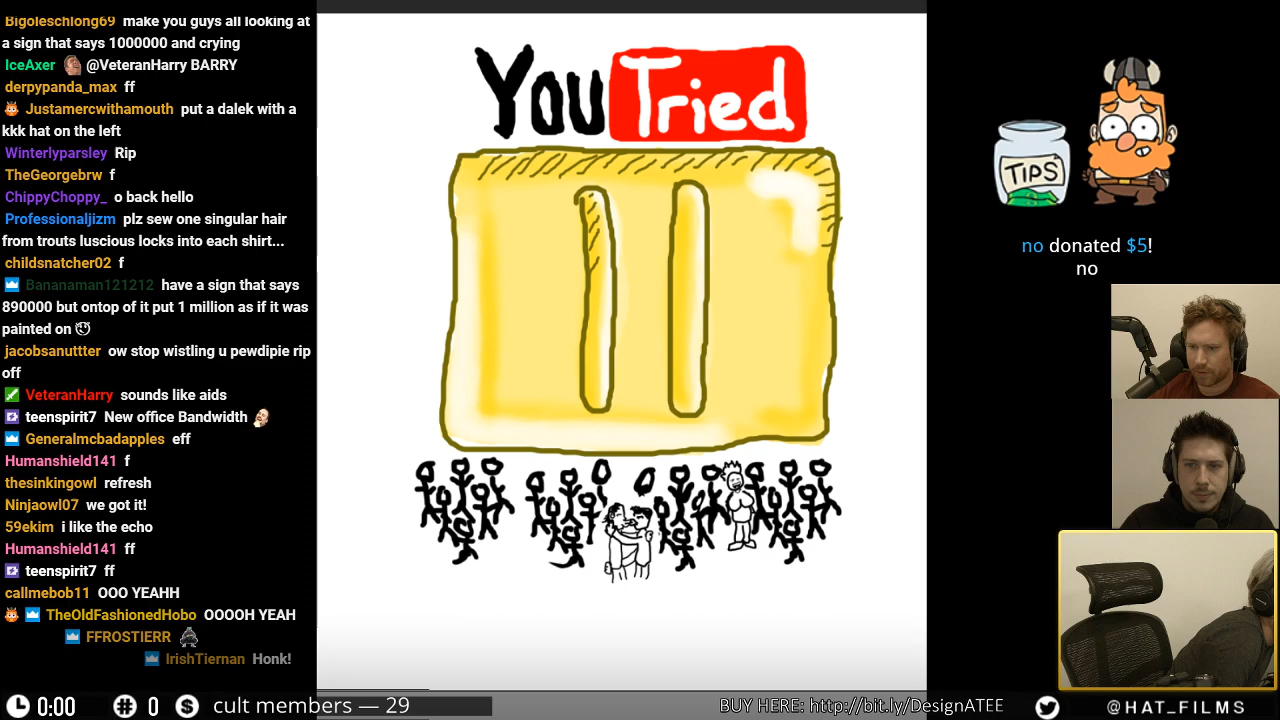 Bigoleschlong69 make you guys all looking at
a sign that says 1000000 and crying
IceAxer @VeteranHarry BARRY
derpypanda_max ff
Justamercwithamouth put a dalek with a
kkk hat on the left
Winterlyparsley Rip
TheGeorgebrw f
ChippyChoppy_ o back hello
Professionaljizm plz sew one singular hair
from trouts luscious locks into each shirt...
childsnatcher02 f
Bananaman121212 have a sign that says
890000 but ontop of it put 1 million as if it was
painted on
jacobsanuttter ow stop wistling u pewdipie rip
off
VeteranHarry sounds like aids
teenspirit7 New office Bandwidth
Generalmcbadapples eff
Humanshield141 f
thesinkingowl refresh
Ninjaowl07 we got it!
59ekim i like the echo
Humanshield141 ff
teenspirit7 ff
callmebob11 OOO YEAHH
TheOldFashionedHobo OOOOH YEAH
FFROSTIERR
IrishTiernan Honk!
You Tried
TIPS
no donated $5!
no
0:00 # 0 $ cult members — 29
BUY HERE: http://bit.ly/DesignATEE
@HAT_FILMS